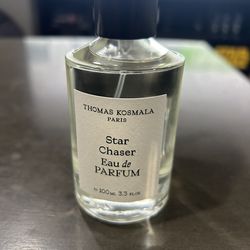 THOMAS KOSMALA
PARIS
Star
Chaser
Eau de
PARFUM
100 ML 3.3 FL.OZ